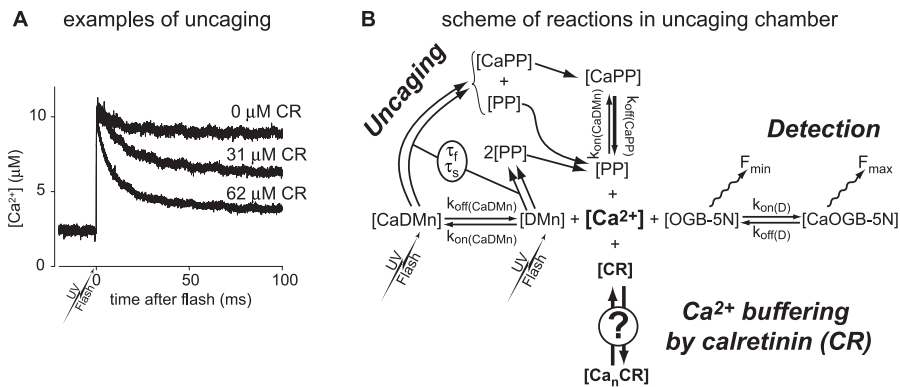 A examples of uncaging
[Ca²⁺] (µM)
10
5
0
0 µM CR
31 µM CR
62 µM CR
0
50
100
time after flash (ms)
UV
Flash
B scheme of reactions in uncaging chamber
Uncaging
[CaPP]
+
[PP]
[CaPP]
kon(CaDMn)
koff(CaPP)
[PP]
τf
τs
2[PP]
Detection
Fmin
Fmax
+
[CaDMn]
koff(CaDMn)
kon(CaDMn)
[DMn] + [Ca²⁺] + [OGB-5N]
kon(D)
koff(D)
[CaOGB-5N]
UV
Flash
UV
Flash
+
[CR]
?
[CanCR]
Ca²⁺ buffering
by calretinin (CR)